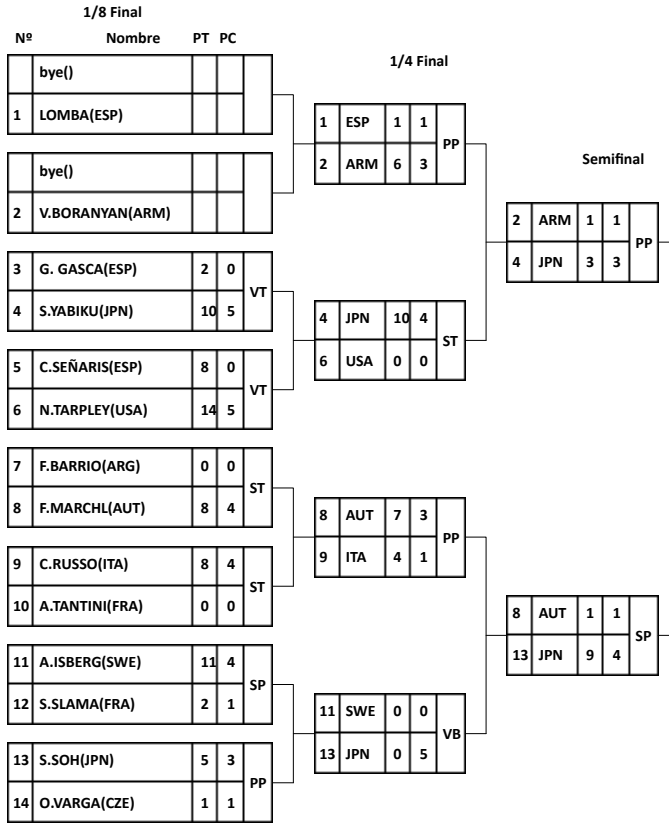 1/8 Final
Nº Nombre PT PC
bye()
1 LOMBA(ESP)
bye()
2 V.BORANYAN(ARM)
3 G. GASCA(ESP) 2 0
VT
4 S.YABIKU(JPN) 10 5
5 C.SEÑARIS(ESP) 8 0
VT
6 N.TARPLEY(USA) 14 5
7 F.BARRIO(ARG) 0 0
ST
8 F.MARCHL(AUT) 8 4
9 C.RUSSO(ITA) 8 4
ST
10 A.TANTINI(FRA) 0 0
11 A.ISBERG(SWE) 11 4
SP
12 S.SLAMA(FRA) 2 1
13 S.SOH(JPN) 5 3
PP
14 O.VARGA(CZE) 1 1
1/4 Final
1 ESP 1 1
PP
2 ARM 6 3
4 JPN 10 4
ST
6 USA 0 0
8 AUT 7 3
PP
9 ITA 4 1
11 SWE 0 0
VB
13 JPN 0 5
Semifinal
2 ARM 1 1
PP
4 JPN 3 3
8 AUT 1 1
SP
13 JPN 9 4